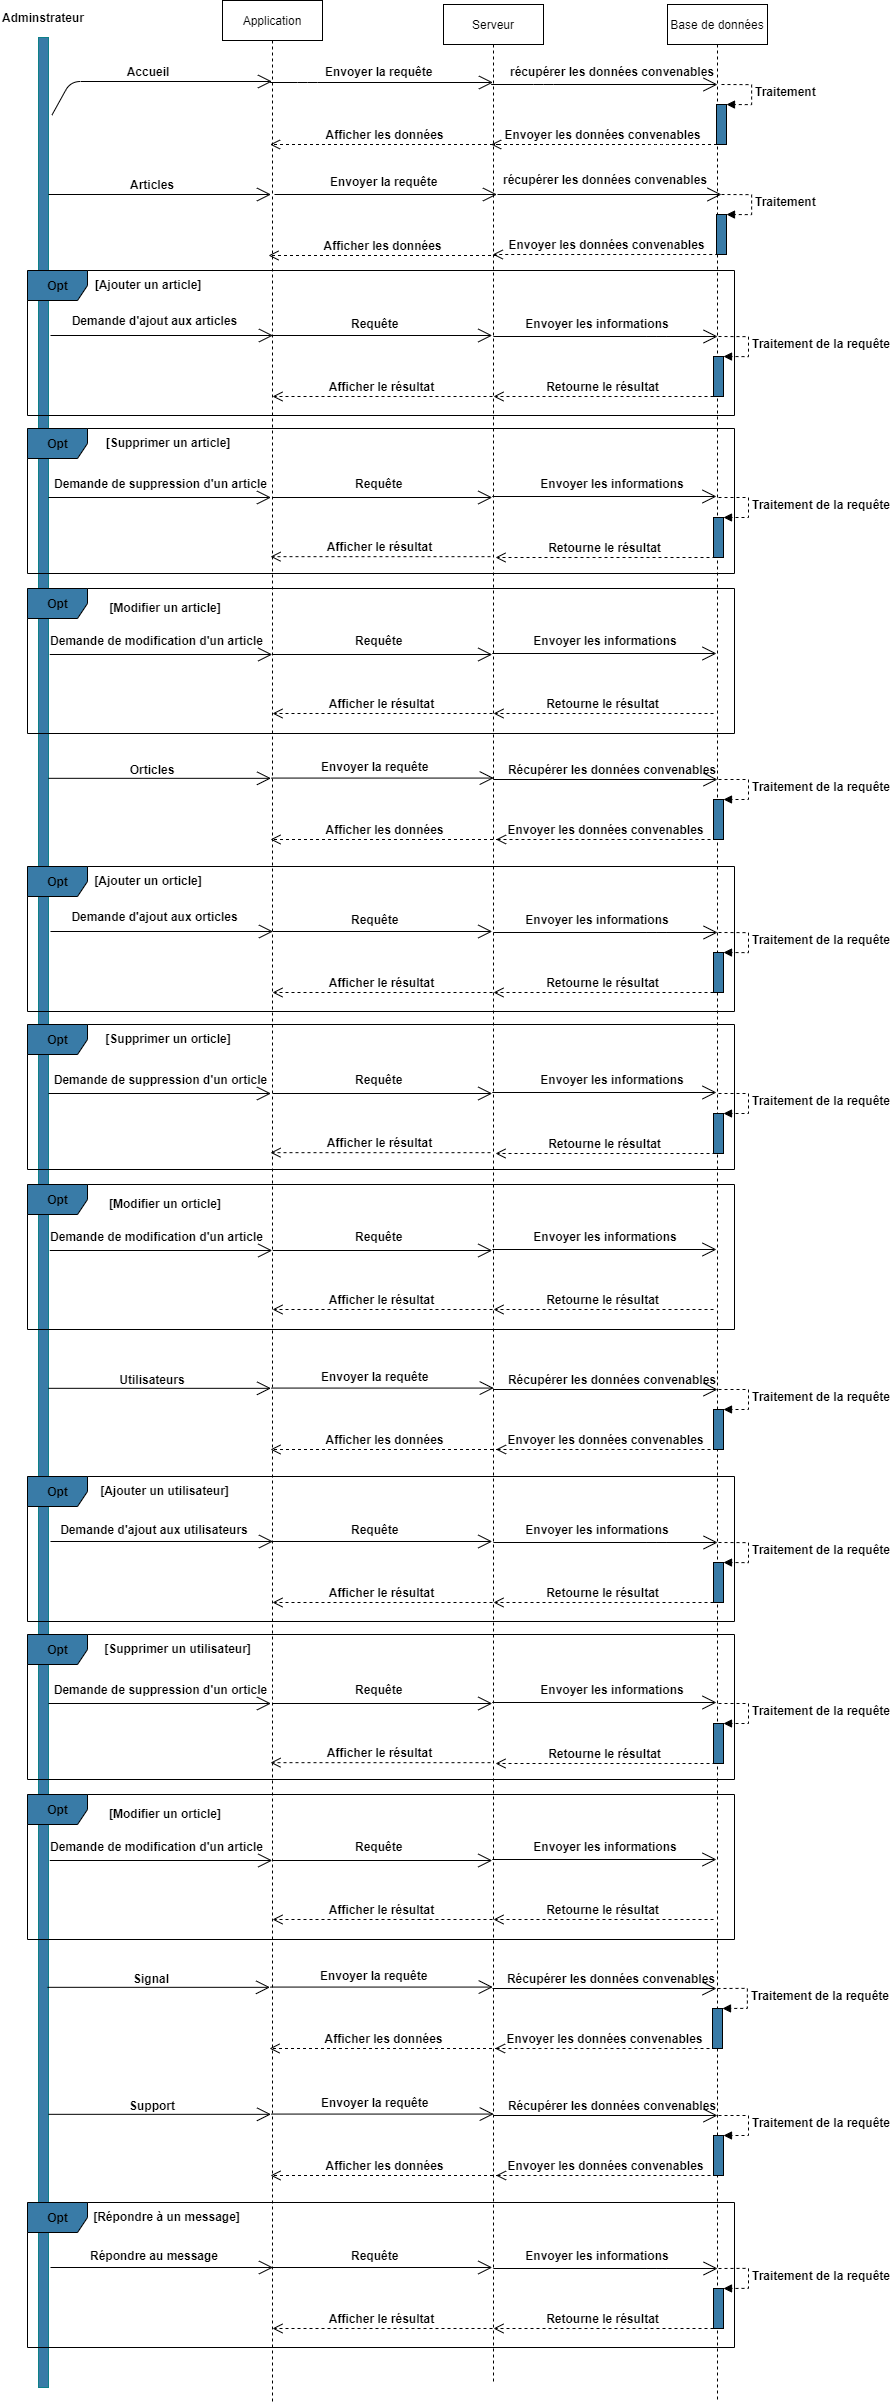 Adminstrateur
Application
Serveur
Base de données
Accueil
Envoyer la requête
récupérer les données convenables
Traitement
Afficher les données
Envoyer les données convenables
Articles
Envoyer la requête
récupérer les données convenables
Traitement
Afficher les données
Envoyer les données convenables
Opt
[Ajouter un article]
Demande d'ajout aux articles
Requête
Envoyer les informations
Traitement de la requête
Afficher le résultat
Retourne le résultat
Opt
[Supprimer un article]
Demande de suppression d'un article
Requête
Envoyer les informations
Traitement de la requête
Afficher le résultat
Retourne le résultat
Opt
[Modifier un article]
Demande de modification d'un article
Requête
Envoyer les informations
Afficher le résultat
Retourne le résultat
Orticles
Envoyer la requête
Récupérer les données convenables
Traitement de la requête
Afficher les données
Envoyer les données convenables
Opt
[Ajouter un orticle]
Demande d'ajout aux orticles
Requête
Envoyer les informations
Traitement de la requête
Afficher le résultat
Retourne le résultat
Opt
[Supprimer un orticle]
Demande de suppression d'un orticle
Requête
Envoyer les informations
Traitement de la requête
Afficher le résultat
Retourne le résultat
Opt
[Modifier un orticle]
Demande de modification d'un article
Requête
Envoyer les informations
Afficher le résultat
Retourne le résultat
Utilisateurs
Envoyer la requête
Récupérer les données convenables
Traitement de la requête
Afficher les données
Envoyer les données convenables
Opt
[Ajouter un utilisateur]
Demande d'ajout aux utilisateurs
Requête
Envoyer les informations
Traitement de la requête
Afficher le résultat
Retourne le résultat
Opt
[Supprimer un utilisateur]
Demande de suppression d'un orticle
Requête
Envoyer les informations
Traitement de la requête
Afficher le résultat
Retourne le résultat
Opt
[Modifier un orticle]
Demande de modification d'un article
Requête
Envoyer les informations
Afficher le résultat
Retourne le résultat
Signal
Envoyer la requête
Récupérer les données convenables
Traitement de la requête
Afficher les données
Envoyer les données convenables
Support
Envoyer la requête
Récupérer les données convenables
Traitement de la requête
Afficher les données
Envoyer les données convenables
Opt
[Répondre à un message]
Répondre au message
Requête
Envoyer les informations
Traitement de la requête
Afficher le résultat
Retourne le résultat